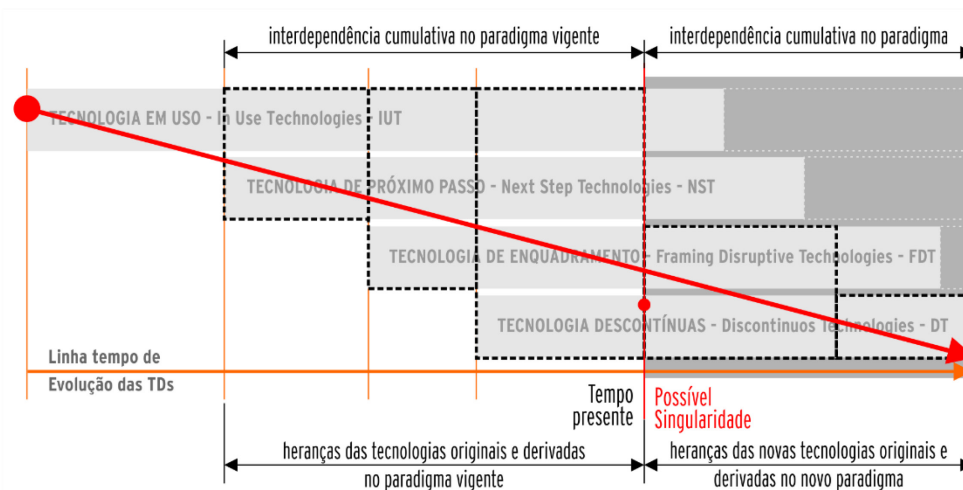 interdependência cumulativa no paradigma vigente
interdependência cumulativa no paradigma
TECNOLOGIA EM USO - In Use Technologies - IUT
TECNOLOGIA DE PRÓXIMO PASSO - Next Step Technologies - NST
TECNOLOGIA DE ENQUADRAMENTO - Framing Disruptive Technologies - FDT
TECNOLOGIA DESCONTÍNUAS - Discontinuos Technologies - DT
Linha tempo de
Evolução das TDs
Tempo
presente
Possível
Singularidade
heranças das tecnologias originais e derivadas
no paradigma vigente
heranças das novas tecnologias originais e
derivadas no novo paradigma